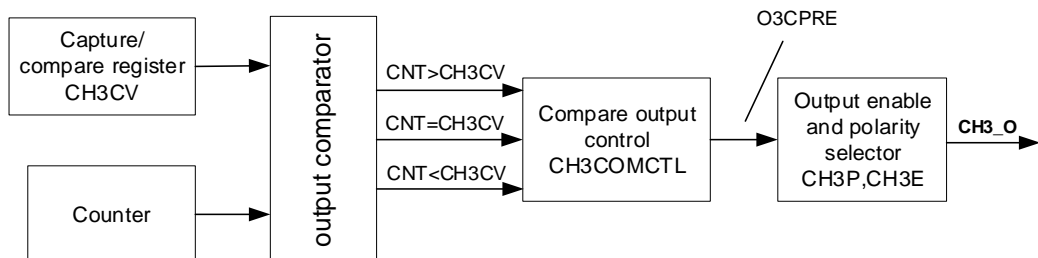 Capture/
compare register
CH3CV
Counter
output comparator
CNT>CH3CV
CNT=CH3CV
CNT<CH3CV
Compare output
control
CH3COMCTL
O3CPRE
Output enable
and polarity
selector
CH3P,CH3E
CH3_O